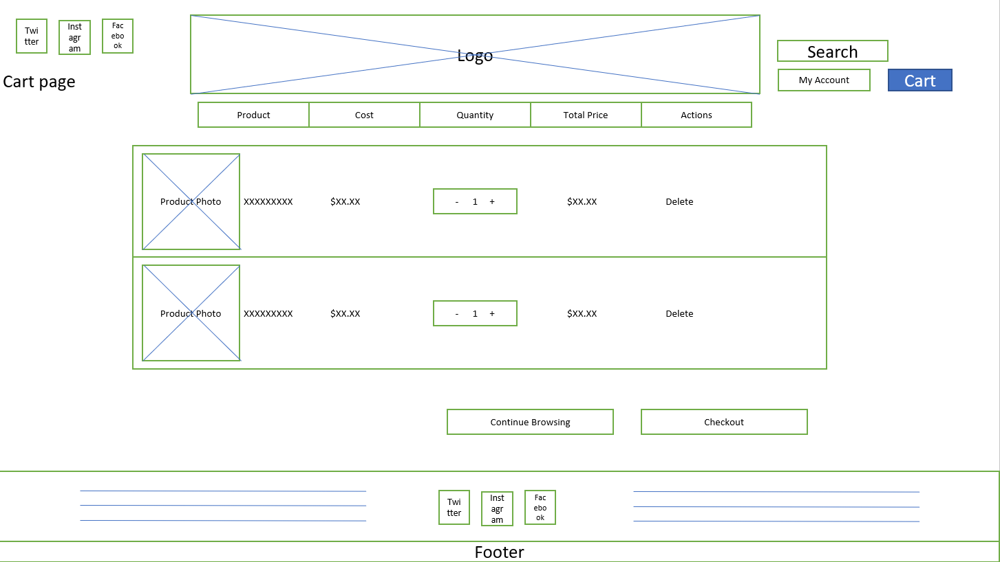 Twi
tter
Inst
agr
am
Fac
ebo
ok
Logo
Search
Cart page
My Account
Cart
Product
Cost
Quantity
Total Price
Actions
Product Photo
XXXXXXXXX
$XX.XX
- 1 +
$XX.XX
Delete
Product Photo
XXXXXXXXX
$XX.XX
- 1 +
$XX.XX
Delete
Continue Browsing
Checkout
Twi
tter
Inst
agr
am
Fac
ebo
ok
Footer